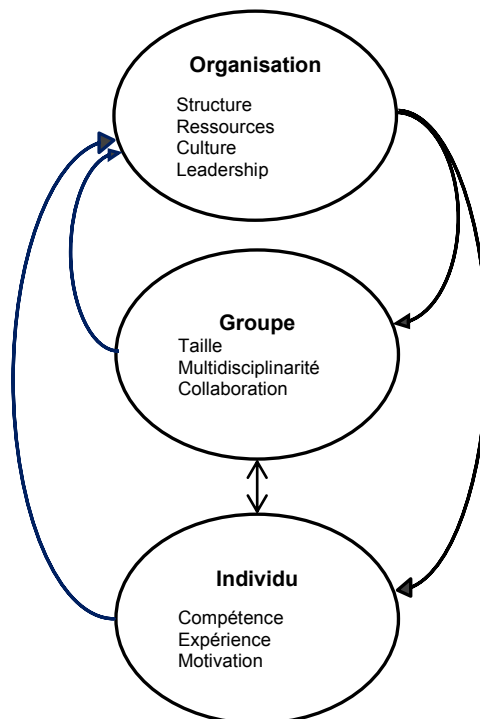 Organisation
Structure
Ressources
Culture
Leadership
Groupe
Taille
Multidisciplinarité
Collaboration
Individu
Compétence
Expérience
Motivation